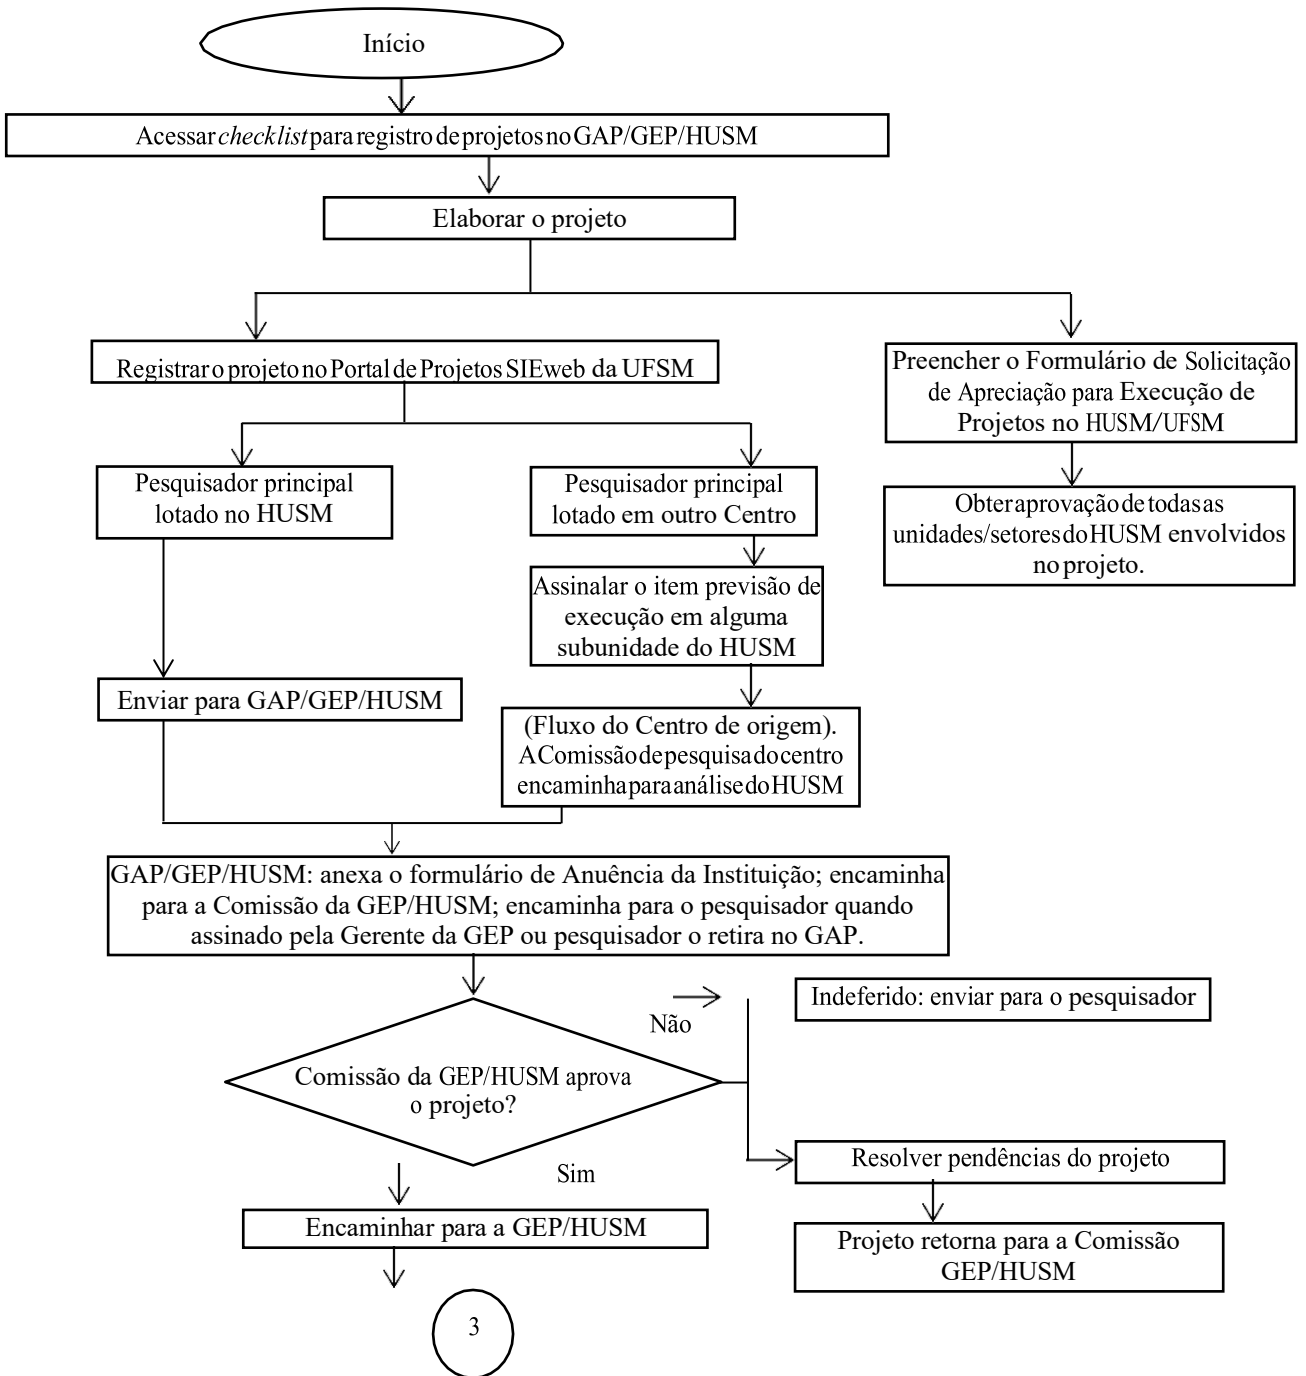 Início
Acessar checklist para registro de projetos no GAP/GEP/HUSM
Elaborar o projeto
Registrar o projeto no Portal de Projetos SIEweb da UFSM
Preencher o Formulário de Solicitação
de Apreciação para Execução de
Projetos no HUSM/UFSM
Pesquisador principal
lotado no HUSM
Pesquisador principal
lotado em outro Centro
Obter aprovação de todas as
unidades/setores do HUSM envolvidos
no projeto.
Assinalar o item previsão de
execução em alguma
subunidade do HUSM
Enviar para GAP/GEP/HUSM
(Fluxo do Centro de origem).
A Comissão de pesquisa do centro
encaminha para análise do HUSM
GAP/GEP/HUSM: anexa o formulário de Anuência da Instituição; encaminha
para a Comissão da GEP/HUSM; encaminha para o pesquisador quando
assinado pela Gerente da GEP ou pesquisador o retira no GAP.
Indeferido: enviar para o pesquisador
Não
Comissão da GEP/HUSM aprova
o projeto?
Resolver pendências do projeto
Sim
Encaminhar para a GEP/HUSM
Projeto retorna para a Comissão
GEP/HUSM
3